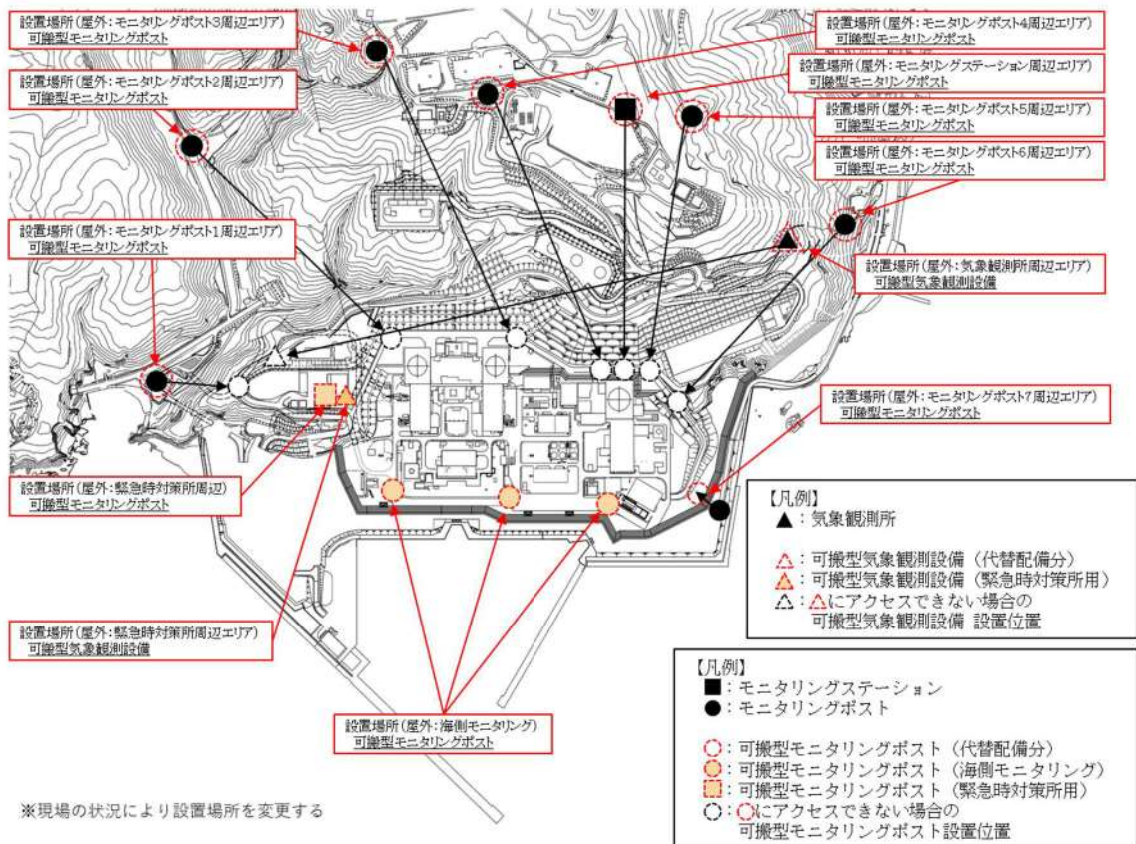 設置場所(屋外:モニタリングポスト3周辺エリア)
可搬型モニタリングポスト
設置場所(屋外:モニタリングポスト2周辺エリア)
可搬型モニタリングポスト
設置場所(屋外:モニタリングポスト1周辺エリア)
可搬型モニタリングポスト
設置場所(屋外:モニタリングポスト4周辺エリア)
可搬型モニタリングポスト
設置場所(屋外:モニタリングステーション周辺エリア)
可搬型モニタリングポスト
設置場所(屋外:モニタリングポスト5周辺エリア)
可搬型モニタリングポスト
設置場所(屋外:モニタリングポスト6周辺エリア)
可搬型モニタリングポスト
設置場所(屋外:気象観測所周辺エリア)
可搬型気象観測設備
設置場所(屋外:モニタリングポスト7周辺エリア)
可搬型モニタリングポスト
設置場所(屋外:緊急時対策所周辺)
可搬型モニタリングポスト
設置場所(屋外:緊急時対策所周辺エリア)
可搬型気象観測設備
設置場所(屋外:海側モニタリング)
可搬型モニタリングポスト
【凡例】
▲:気象観測所
△:可搬型気象観測設備(代替配備分)
△:可搬型気象観測設備(緊急時対策所用)
△:△にアクセスできない場合の
可搬型気象観測設備 設置位置
【凡例】
■:モニタリングステーション
●:モニタリングポスト
○:可搬型モニタリングポスト(代替配備分)
○:可搬型モニタリングポスト(海側モニタリング)
□:可搬型モニタリングポスト(緊急時対策所用)
○:○にアクセスできない場合の
可搬型モニタリングポスト設置位置
※現場の状況により設置場所を変更する